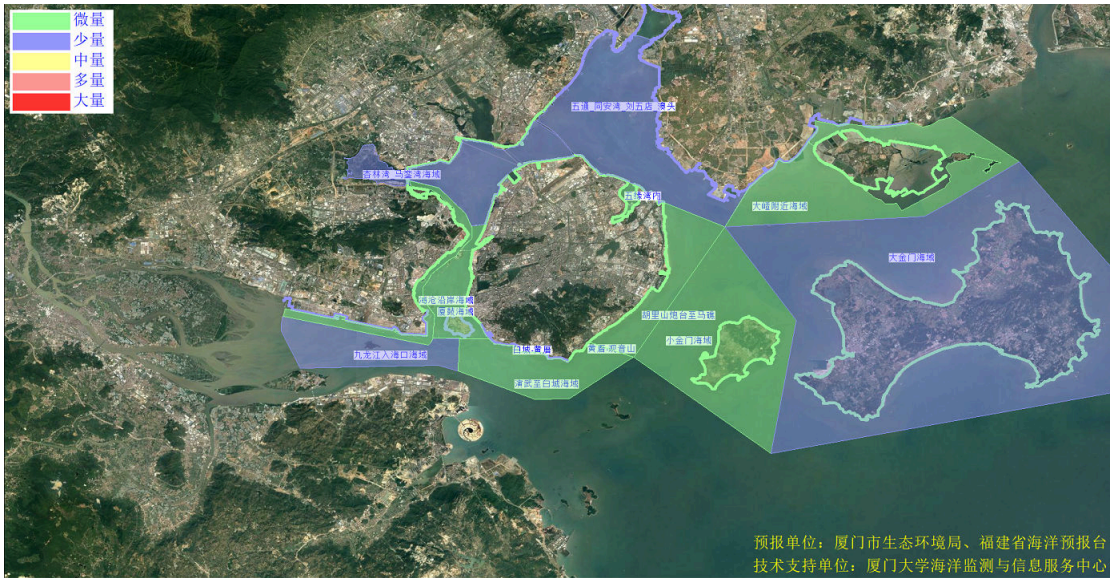 微量
少量
中量
多量
大量
五通_同安湾_刘五店_澳头
杏林湾_马銮湾海域
五缘湾内
大嶝附近海域
大金门海域
海沧沿岸海域
厦鼓海域
胡里山炮台至马礁
小金门海域
九龙江入海口海域
白城-黄厝
黄厝-观音山
演武至白城海域
预报单位：厦门市生态环境局、福建省海洋预报台
技术支持单位：厦门大学海洋监测与信息服务中心